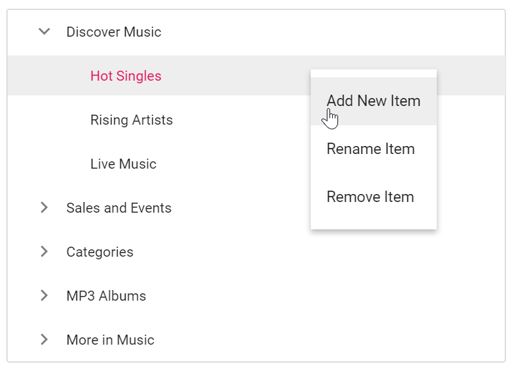 Discover Music
Hot Singles
Add New Item
Rising Artists
Rename Item
Live Music
Remove Item
Sales and Events
Categories
MP3 Albums
More in Music